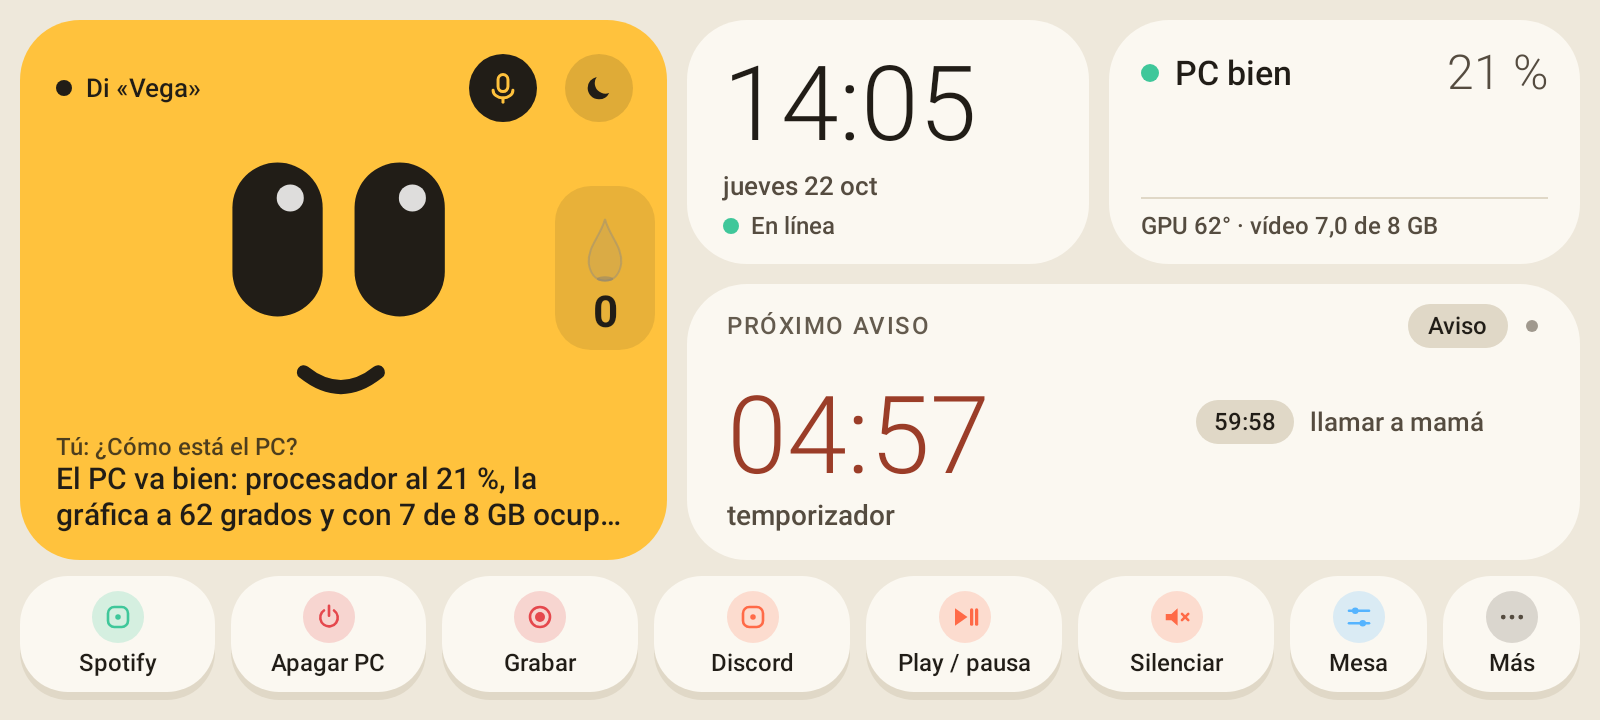 Di «Vega»
0
Tú: ¿Cómo está el PC?
El PC va bien: procesador al 21 %, la
gráfica a 62 grados y con 7 de 8 GB ocup…
14:05
jueves 22 oct
En línea
PC bien
21 %
GPU 62° · vídeo 7,0 de 8 GB
PRÓXIMO AVISO
Aviso
04:57
temporizador
59:58 llamar a mamá
Spotify
Apagar PC
Grabar
Discord
Play / pausa
Silenciar
Mesa
Más